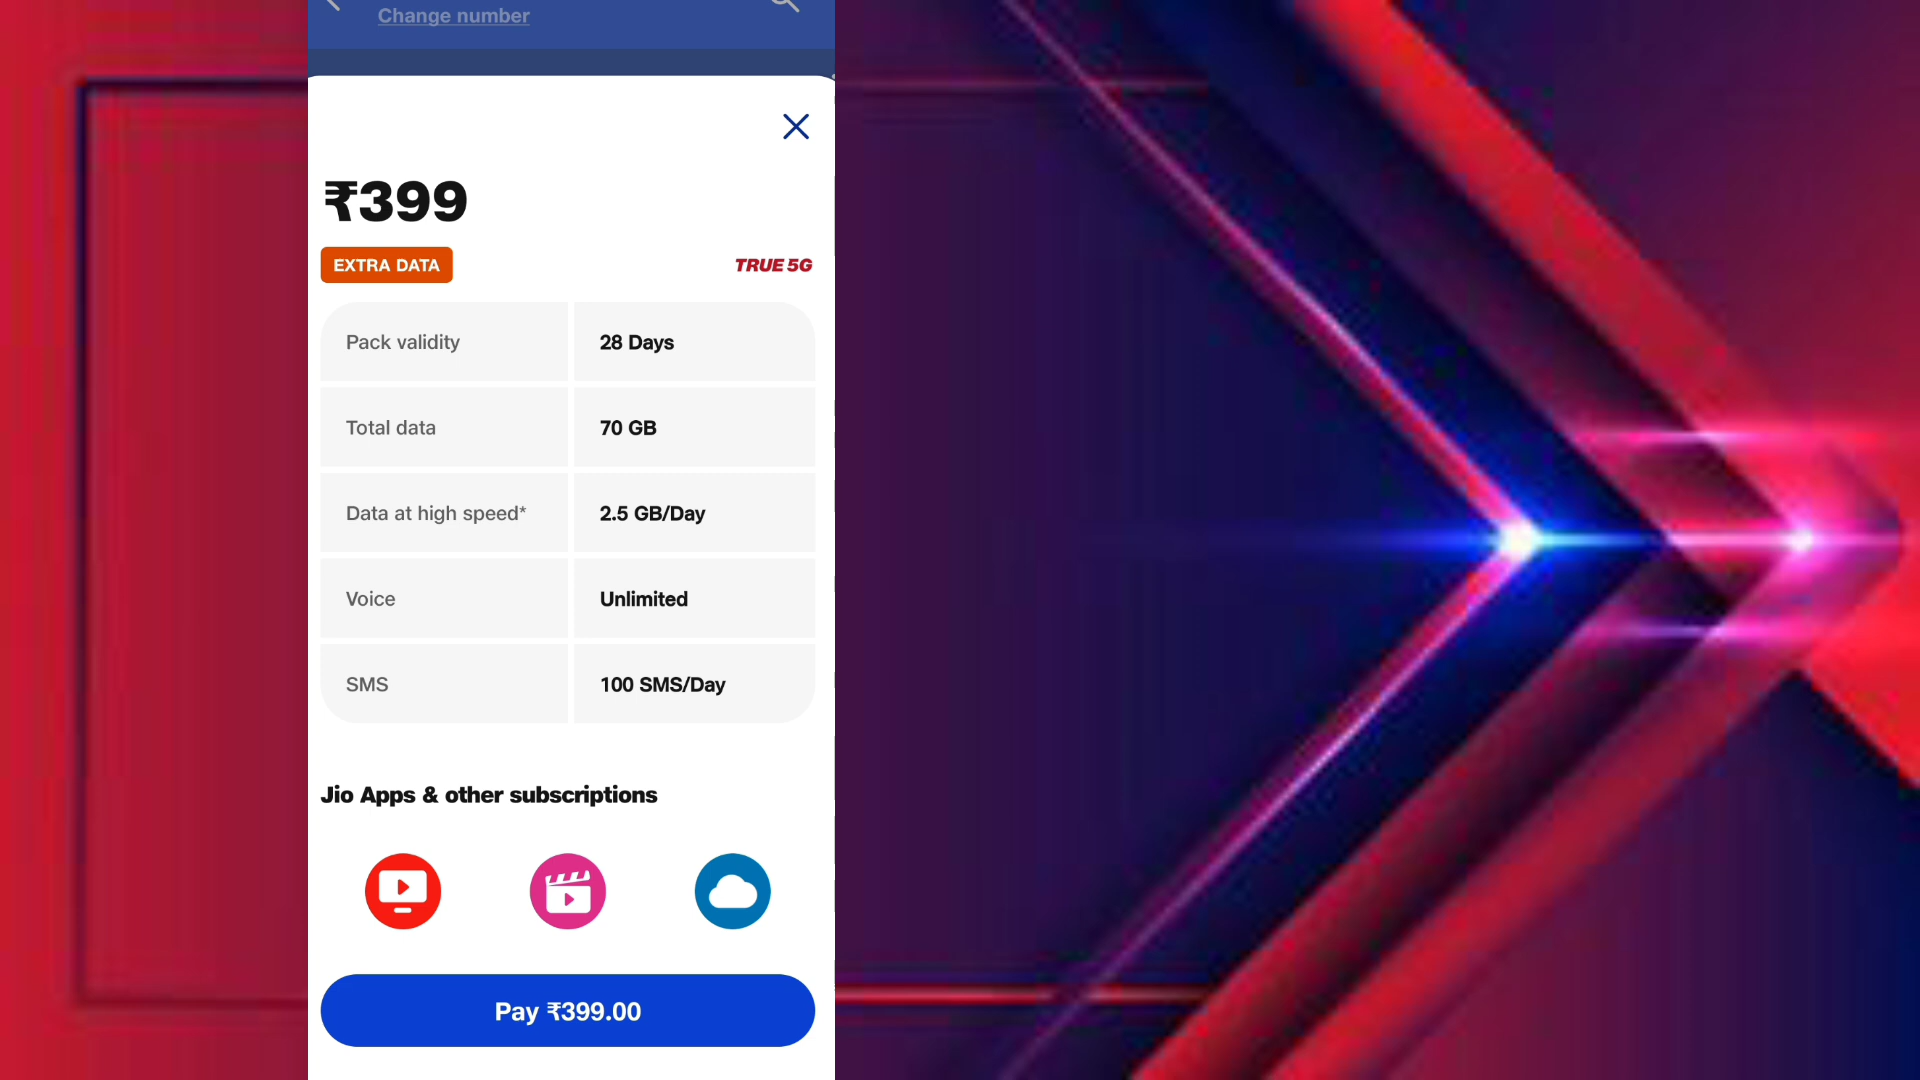 Change number
₹399
EXTRA DATA
TRUE 5G
Pack validity
28 Days
Total data
70 GB
Data at high speed*
2.5 GB/Day
Voice
Unlimited
SMS
100 SMS/Day
Jio Apps & other subscriptions
Pay ₹399.00